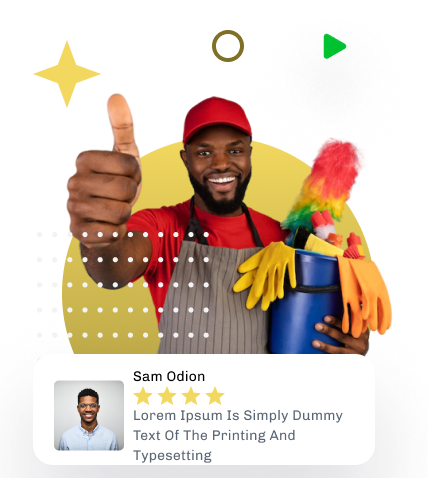 Sam Odion
Lorem Ipsum Is Simply Dummy
Text Of The Printing And
Typesetting